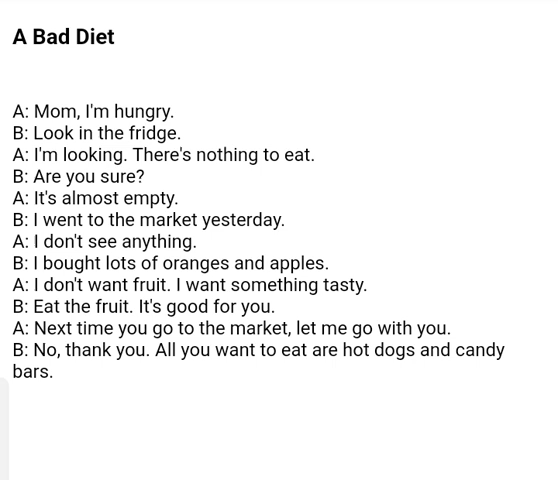 A Bad Diet
A: Mom, I'm hungry.
B: Look in the fridge.
A: I'm looking. There's nothing to eat.
B: Are you sure?
A: It's almost empty.
B: I went to the market yesterday.
A: I don't see anything.
B: I bought lots of oranges and apples.
A: I don't want fruit. I want something tasty.
B: Eat the fruit. It's good for you.
A: Next time you go to the market, let me go with you.
B: No, thank you. All you want to eat are hot dogs and candy
bars.